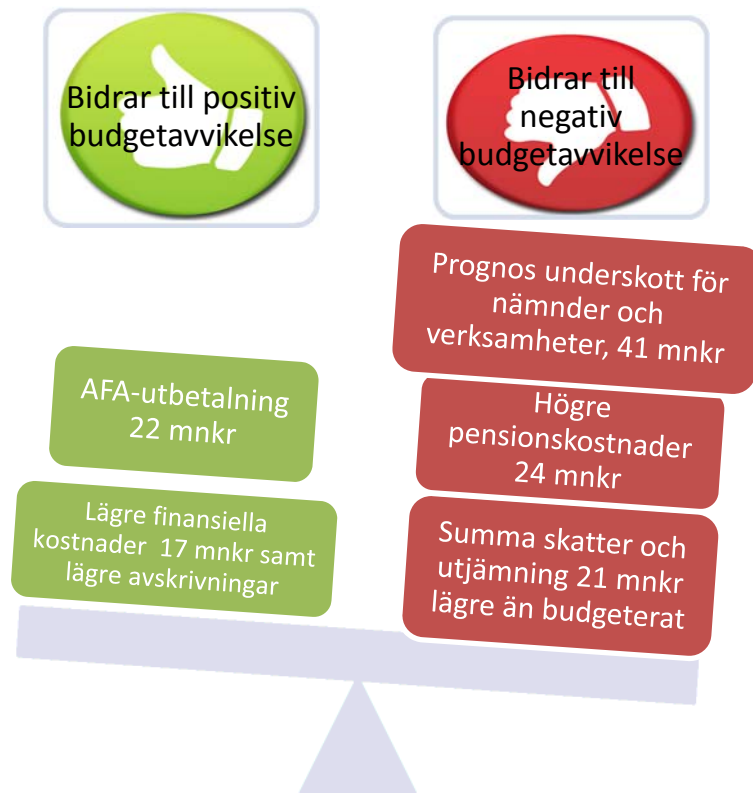 Bidrar till positiv
budgetavvikelse
Bidrar till
negativ
budgetavvikelse
AFA-utbetalning
22 mnkr
Lägre finansiella
kostnader 17 mnkr samt
lägre avskrivningar
Prognos underskott för
nämnder och
verksamheter, 41 mnkr
Högre
pensionskostnader
24 mnkr
Summa skatter och
utjämning 21 mnkr
lägre än budgeterat